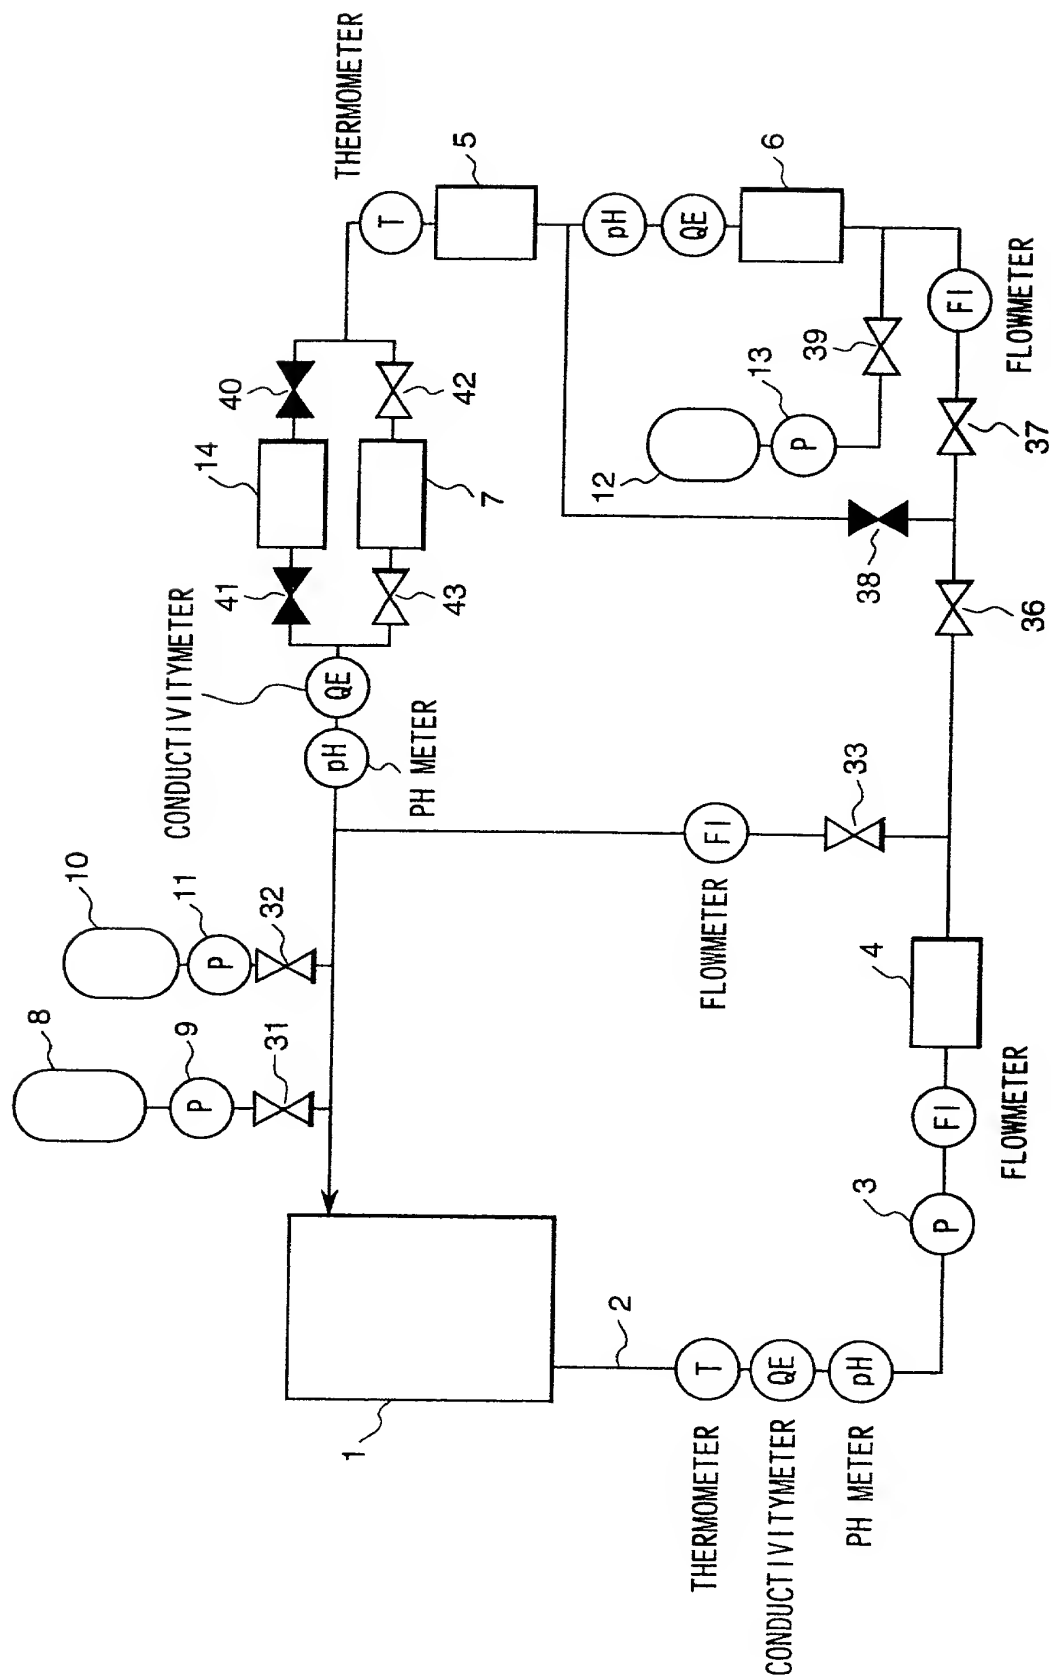 8
10
CONDUCTIVITYMETER
9
11
14
41
40
P
P
31
32
THERMOMETER
1
pH
QE
T
PH METER
43
42
5
7
2
12
pH
QE
6
T
FI
THERMOMETER
FLOWMETER
13
QE
CONDUCTIVITYMETER
P
39
pH
PH METER
3
4
33
38
P
FI
FI
FLOWMETER
36
37
FLOWMETER